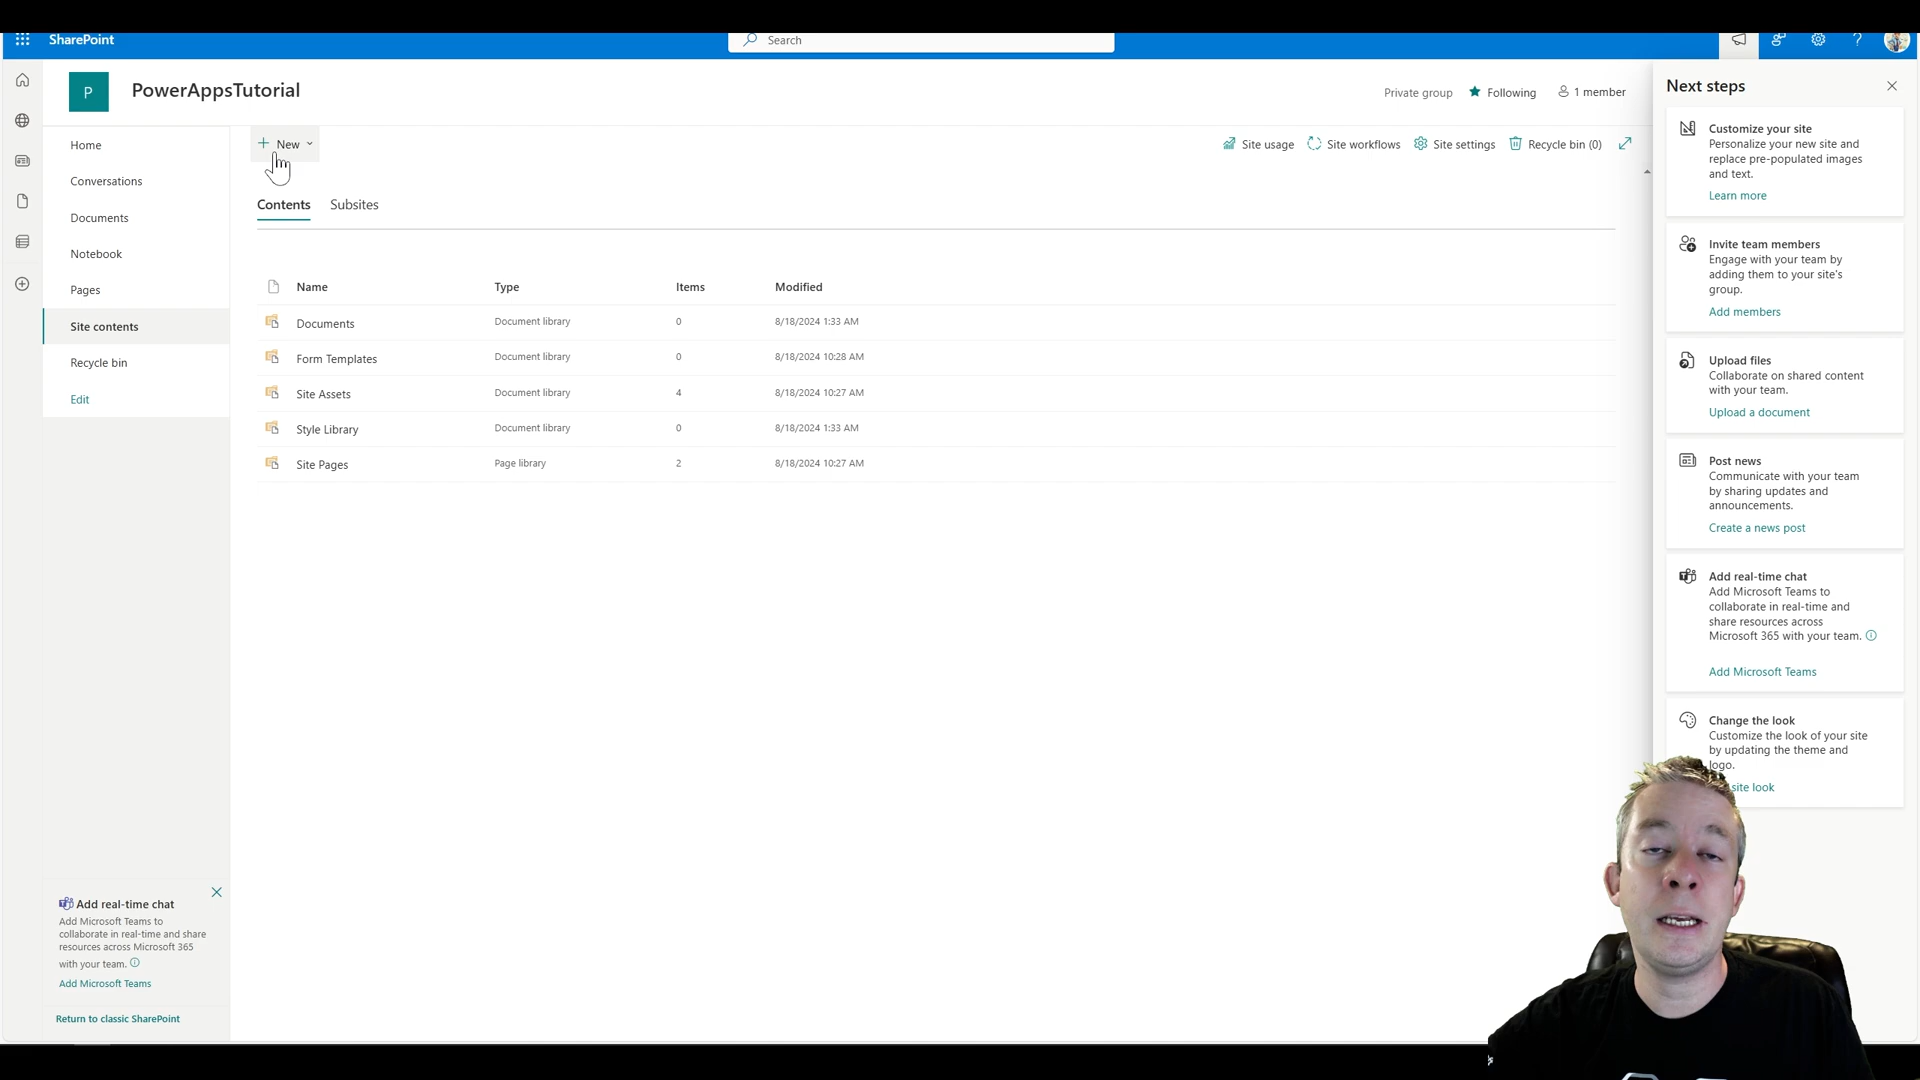 SharePoint
Search
P
PowerAppsTutorial
Private group
Following
1 member
Home
Conversations
Documents
Notebook
Pages
Site contents
Recycle bin
Edit
New
Site usage
Site workflows
Site settings
Recycle bin (0)
Contents
Subsites
Name
Type
Items
Modified
Documents
Document library
0
8/18/2024 1:33 AM
Form Templates
Document library
0
8/18/2024 10:28 AM
Site Assets
Document library
4
8/18/2024 10:27 AM
Style Library
Document library
0
8/18/2024 1:33 AM
Site Pages
Page library
2
8/18/2024 10:27 AM
Add real-time chat
Add Microsoft Teams to
collaborate in real-time and share
resources across Microsoft 365
with your team.
Add Microsoft Teams
Return to classic SharePoint
Next steps
Customize your site
Personalize your new site and
replace pre-populated images
and text.
Learn more
Invite team members
Engage with your team by
adding them to your site's
group.
Add members
Upload files
Collaborate on shared content
with your team.
Upload a document
Post news
Communicate with your team
by sharing updates and
announcements.
Create a news post
Add real-time chat
Add Microsoft Teams to
collaborate in real-time and
share resources across
Microsoft 365 with your team.
Add Microsoft Teams
Change the look
Customize the look of your site
by updating the theme and
logo.
site look